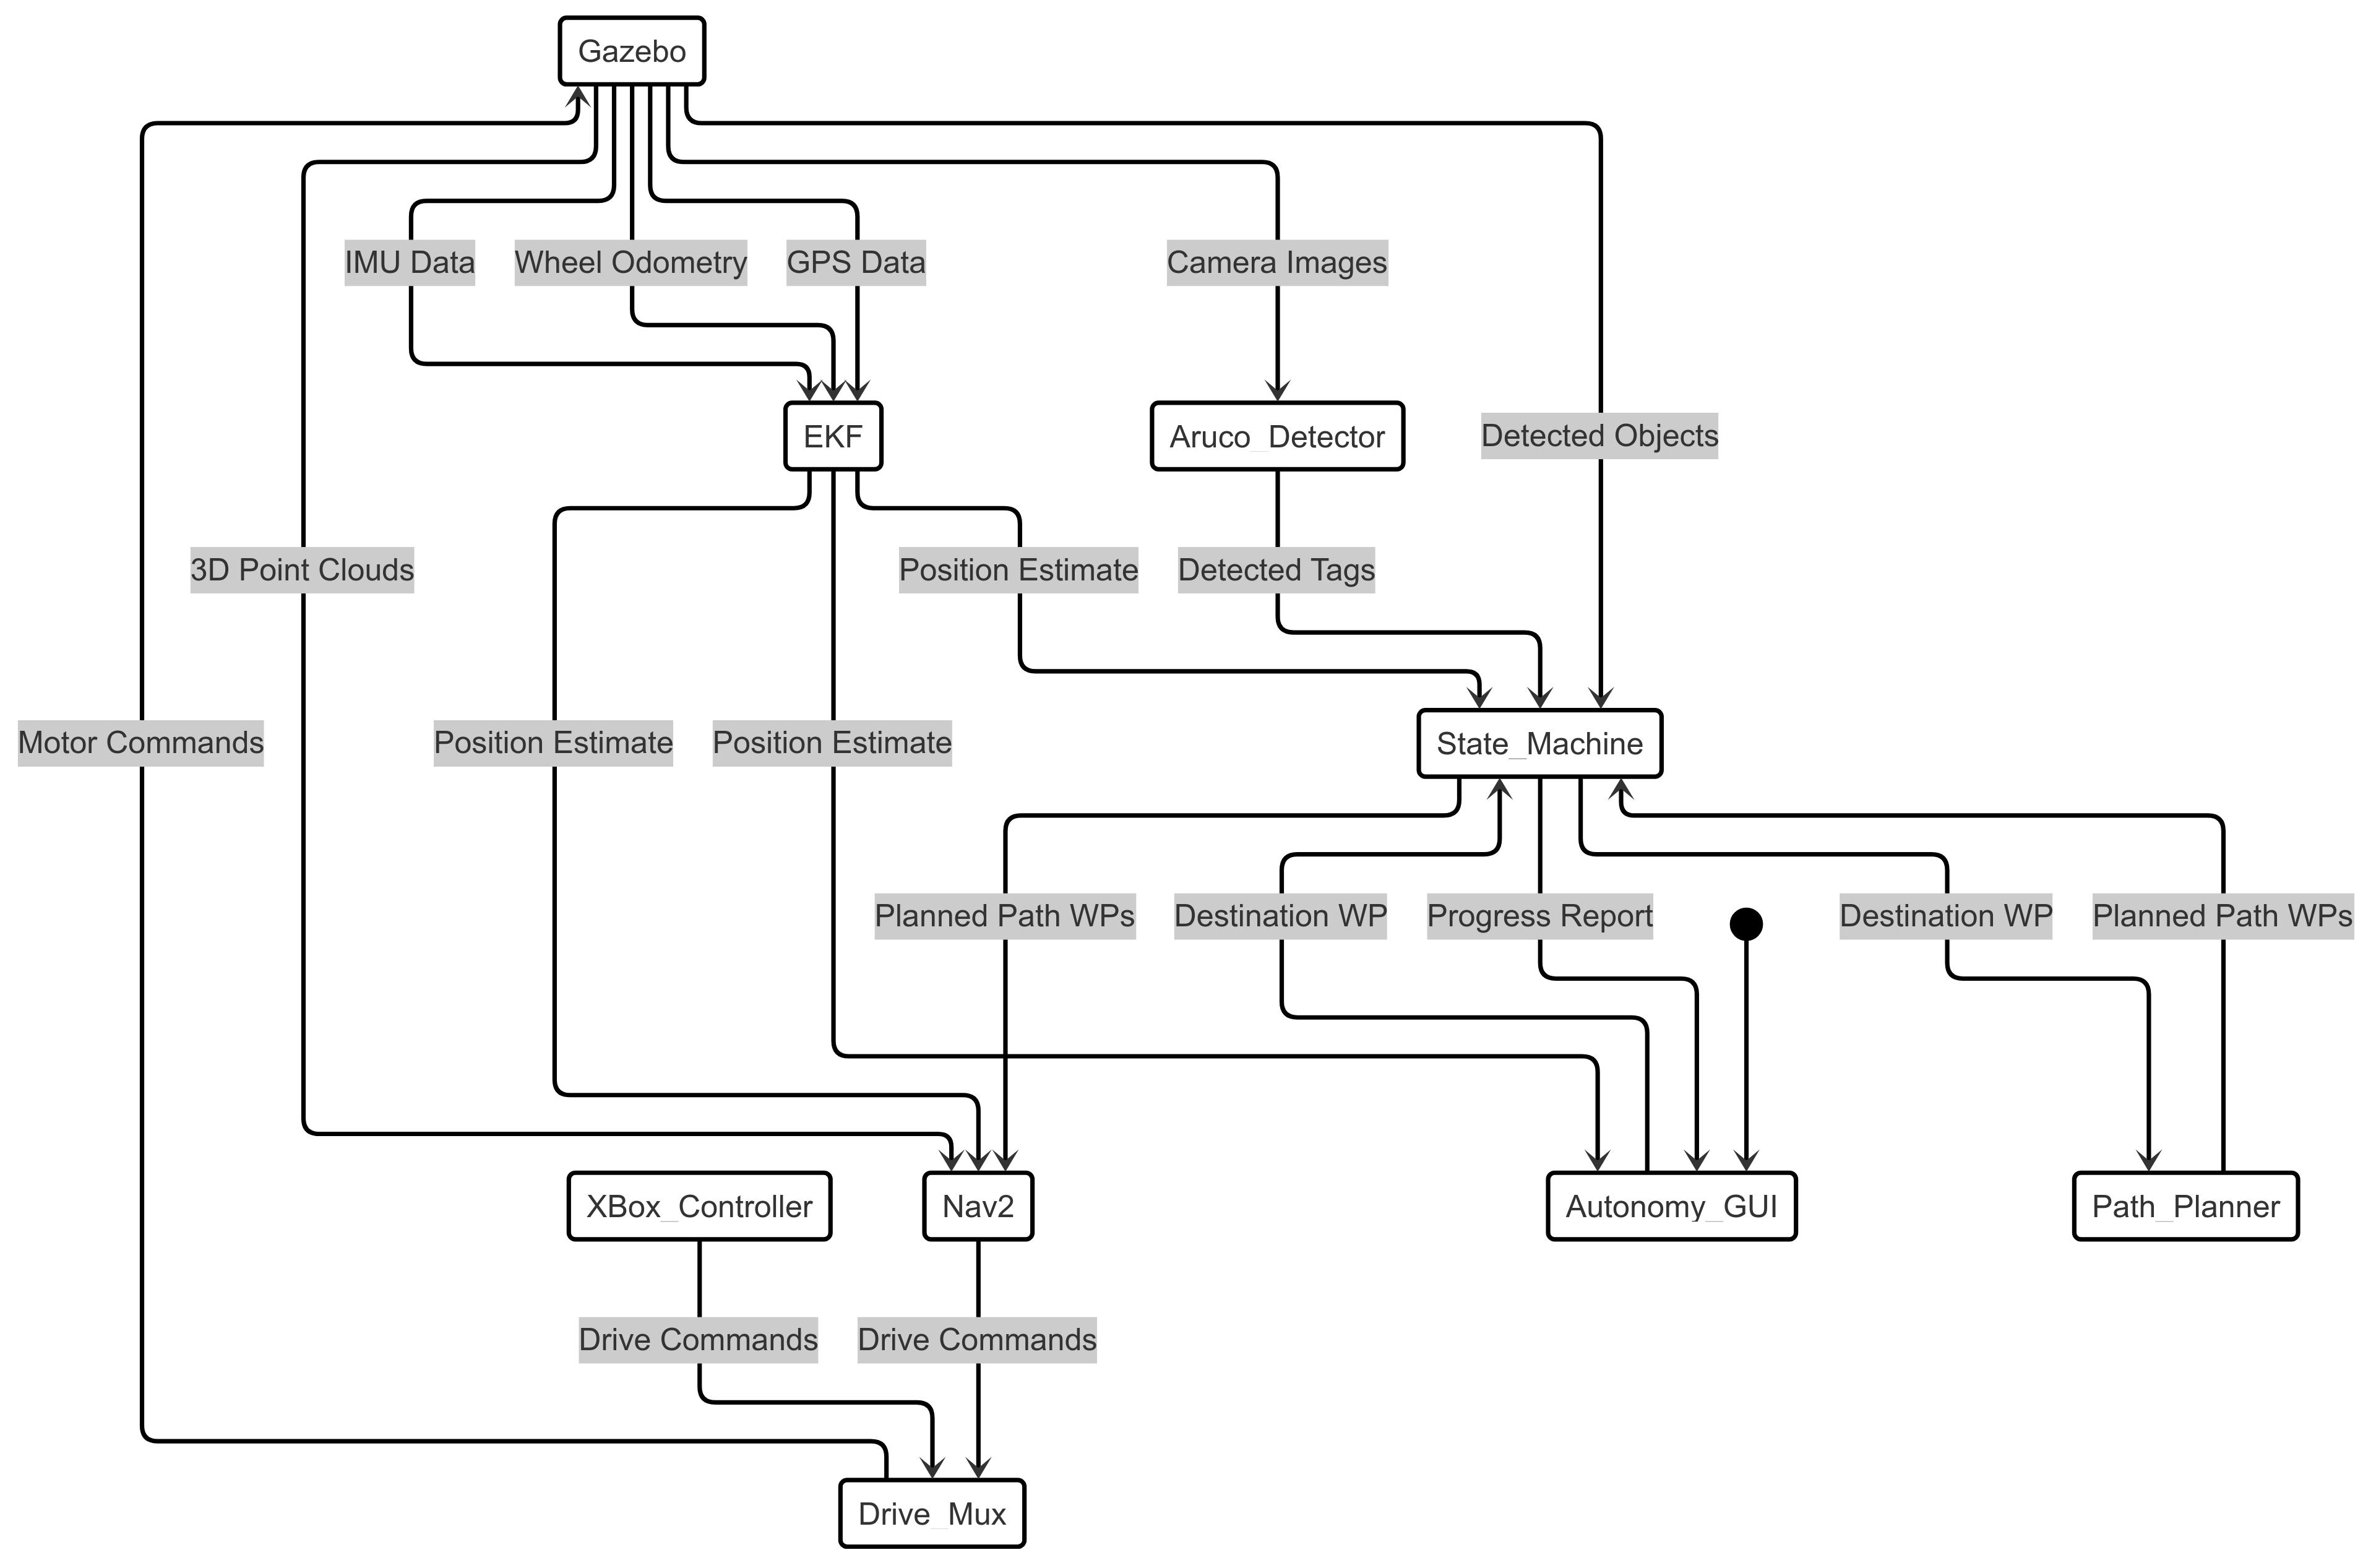 Gazebo
IMU Data
Wheel Odometry
GPS Data
Camera Images
EKF
Aruco_Detector
Detected Objects
3D Point Clouds
Position Estimate
Detected Tags
Motor Commands
Position Estimate
Position Estimate
State_Machine
Planned Path WPs
Destination WP
Progress Report
Destination WP
Planned Path WPs
XBox_Controller
Nav2
Autonomy_GUI
Path_Planner
Drive Commands
Drive Commands
Drive_Mux